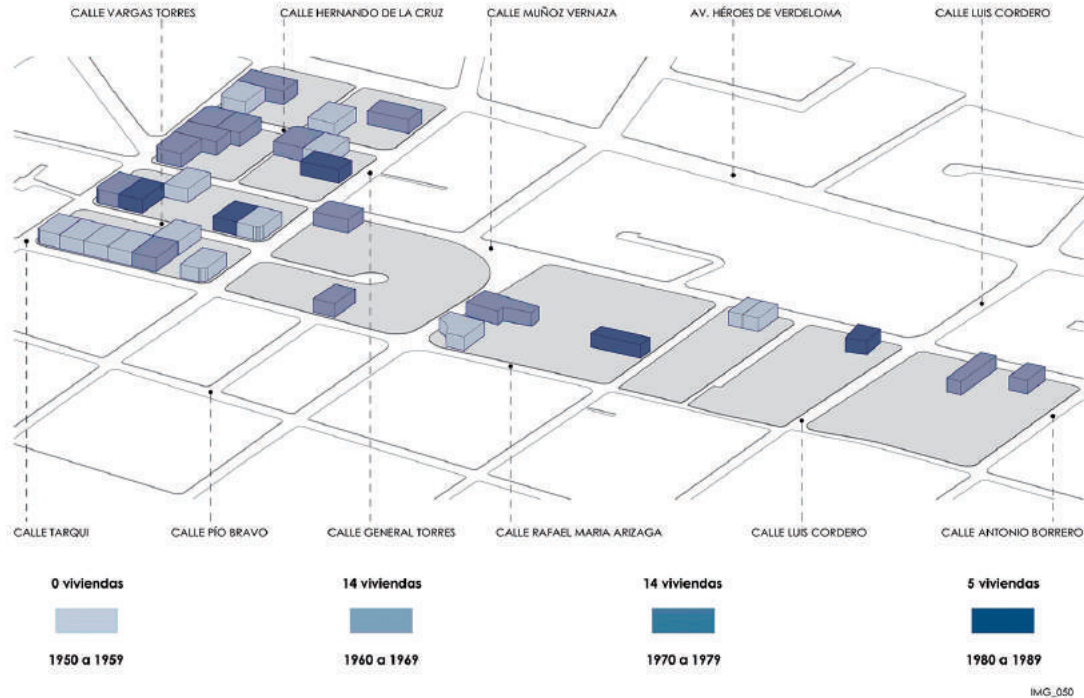 CALLE VARGAS TORRES
CALLE HERNANDO DE LA CRUZ
CALLE MUÑOZ VERNAZA
AV. HÉROES DE VERDELOMA
CALLE LUIS CORDERO
CALLE TARQUI
CALLE PÍO BRAVO
CALLE GENERAL TORRES
CALLE RAFAEL MARIA ARIZAGA
CALLE LUIS CORDERO
CALLE ANTONIO BORRERO
0 viviendas
14 viviendas
14 viviendas
5 viviendas
1950 a 1959
1960 a 1969
1970 a 1979
1980 a 1989
IMG_050